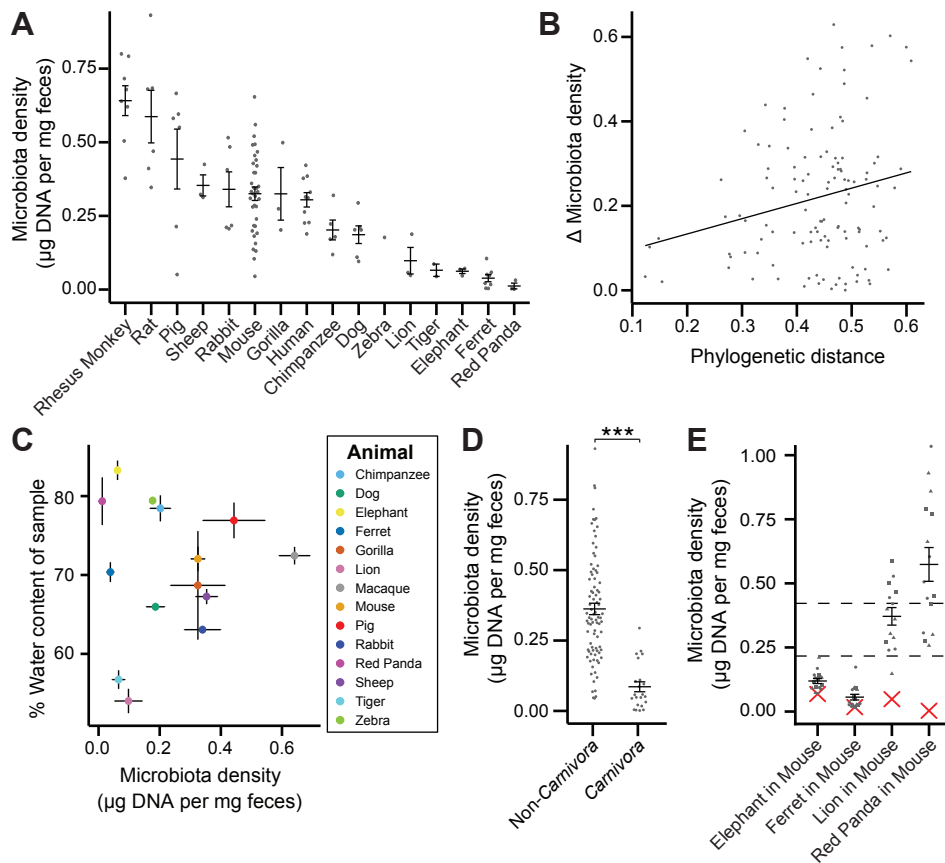 A
Microbiota density
(µg DNA per mg feces)
0.75
0.50
0.25
0.00
Rhesus Monkey
Rat
Pig
Sheep
Rabbit
Mouse
Gorilla
Human
Chimpanzee
Dog
Zebra
Lion
Tiger
Elephant
Ferret
Red Panda
B
Δ Microbiota density
0.6
0.4
0.2
0.0
0.1 0.2 0.3 0.4 0.5 0.6
Phylogenetic distance
C
% Water content of sample
80
70
60
0.0 0.2 0.4 0.6
Microbiota density
(µg DNA per mg feces)
Animal
Chimpanzee
Dog
Elephant
Ferret
Gorilla
Lion
Macaque
Mouse
Pig
Rabbit
Red Panda
Sheep
Tiger
Zebra
D
***
Microbiota density
(µg DNA per mg feces)
0.75
0.50
0.25
0.00
Non-Carnivora
Carnivora
E
Microbiota density
(µg DNA per mg feces)
1.00
0.75
0.50
0.25
0.00
Elephant in Mouse
Ferret in Mouse
Lion in Mouse
Red Panda in Mouse